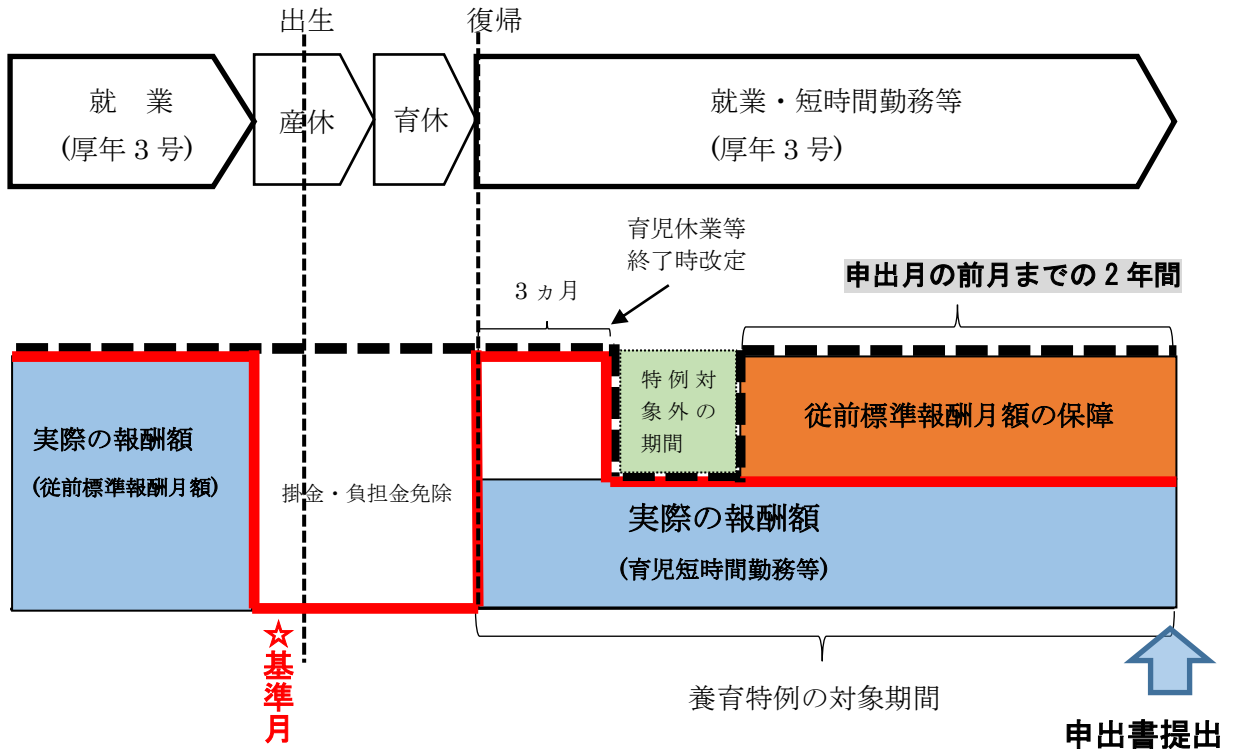 出生
復帰
就　業
(厚年 3 号)
産休
育休
就業・短時間勤務等
(厚年 3 号)
育児休業等
終了時改定
3 ヵ月
申出月の前月までの 2 年間
実際の報酬額
(従前標準報酬月額)
掛金・負担金免除
特 例 対
象 外 の
期間
従前標準報酬月額の保障
実際の報酬額
(育児短時間勤務等)
☆
基
準
月
養育特例の対象期間
申出書提出